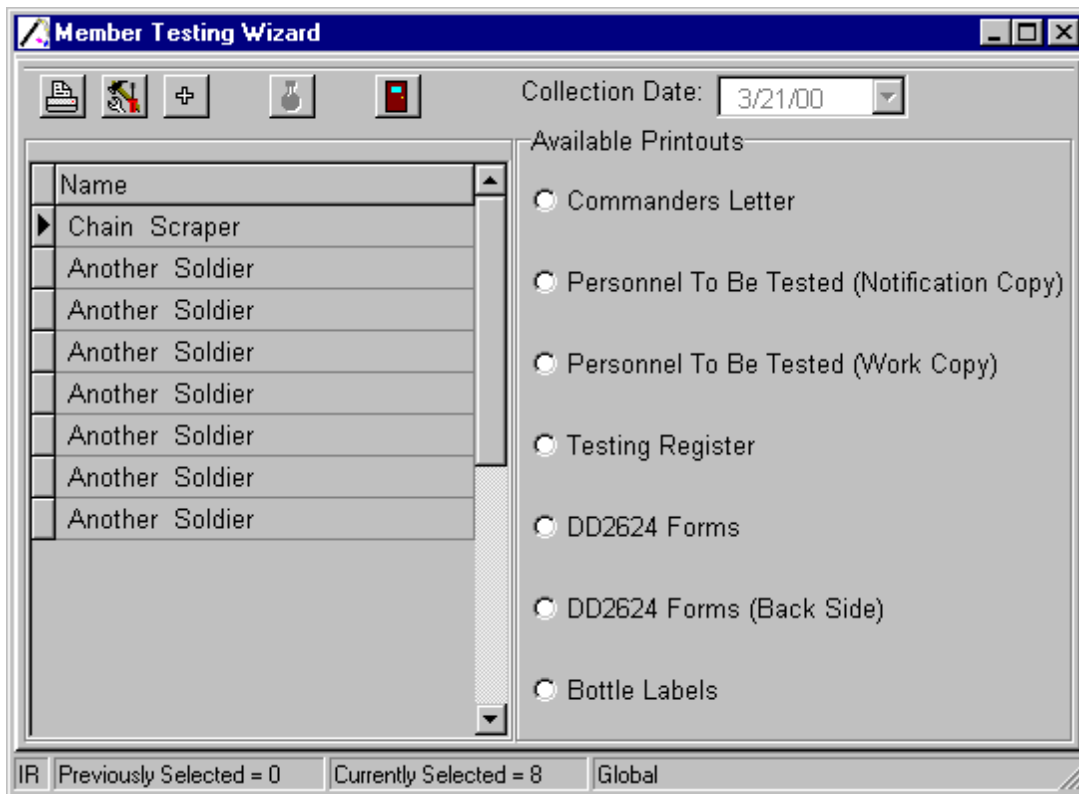 Member Testing Wizard
Collection Date: 3/21/00
Name
Chain Scraper
Another Soldier
Another Soldier
Another Soldier
Another Soldier
Another Soldier
Another Soldier
Another Soldier
Available Printouts
Commanders Letter
Personnel To Be Tested (Notification Copy)
Personnel To Be Tested (Work Copy)
Testing Register
DD2624 Forms
DD2624 Forms (Back Side)
Bottle Labels
IR Previously Selected = 0 Currently Selected = 8 Global